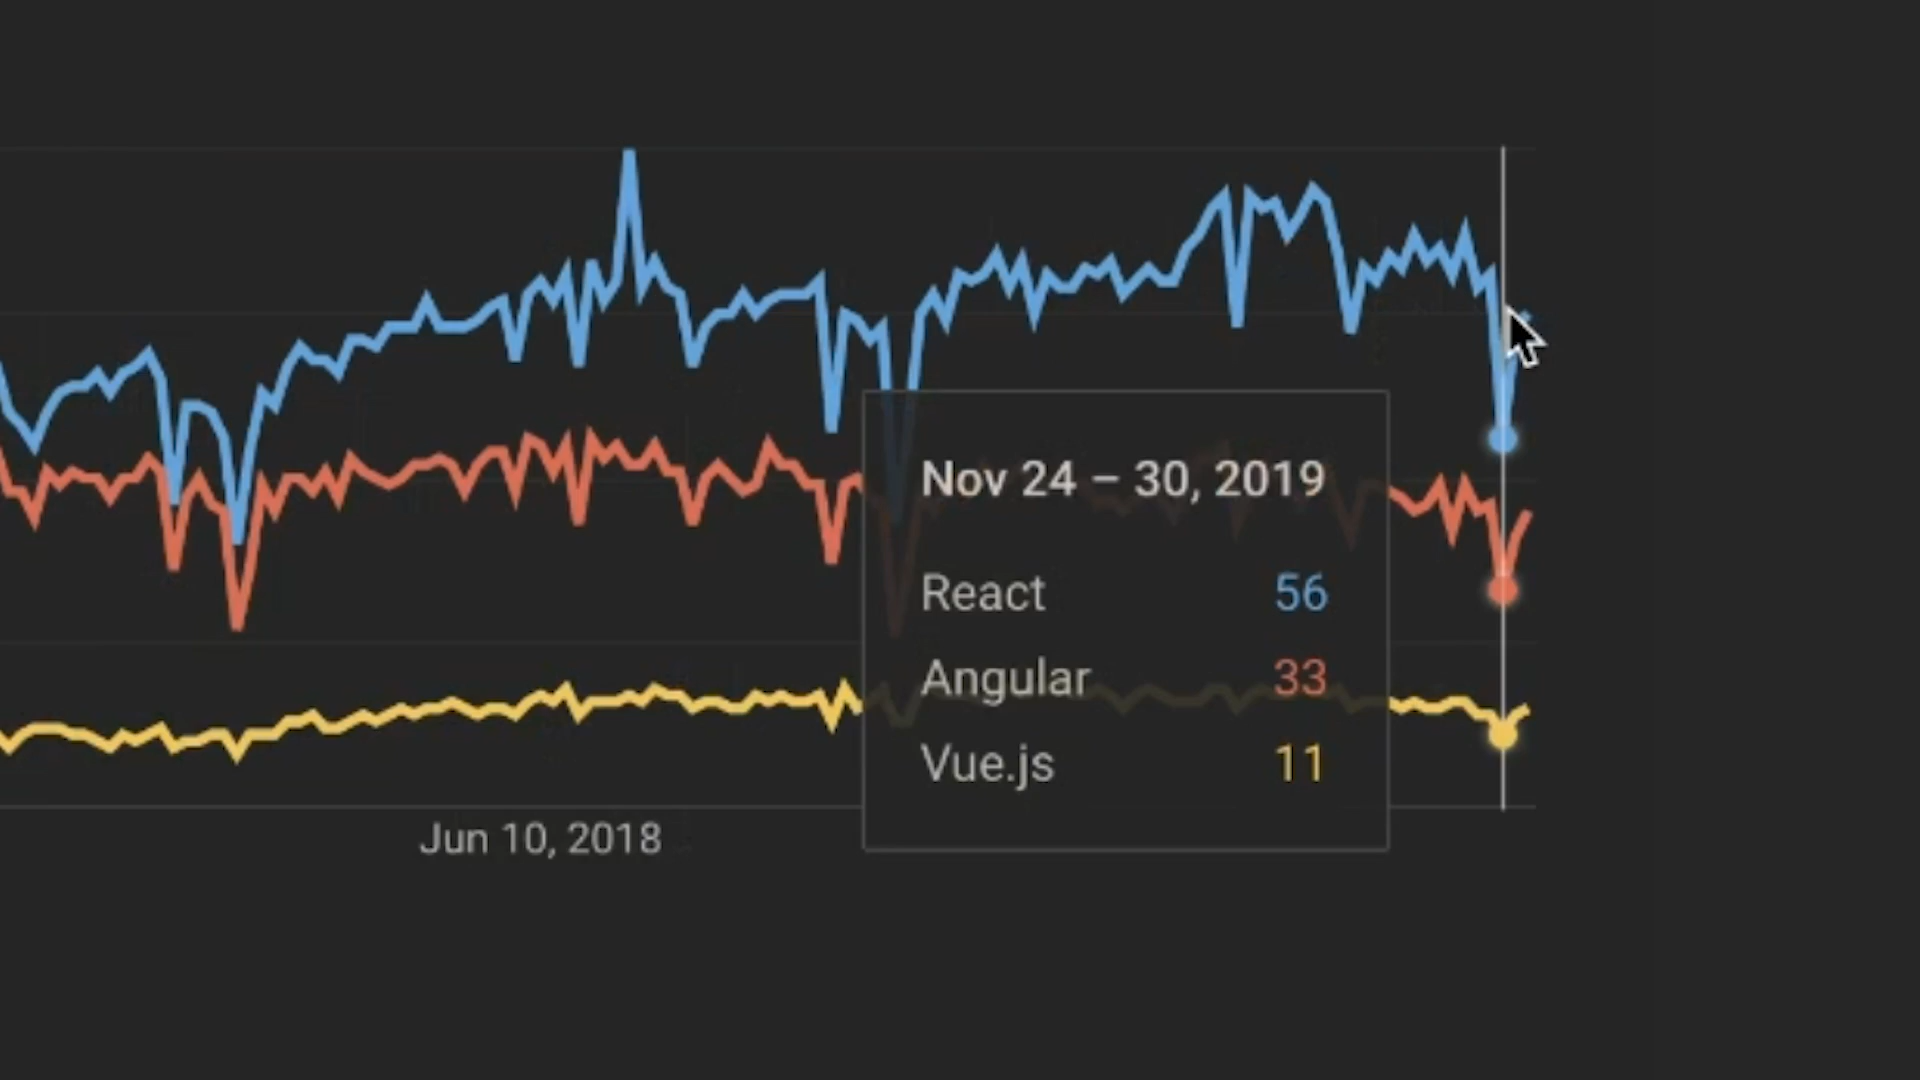 Nov 24 – 30, 2019
React 56
Angular 33
Vue.js 11
Jun 10, 2018